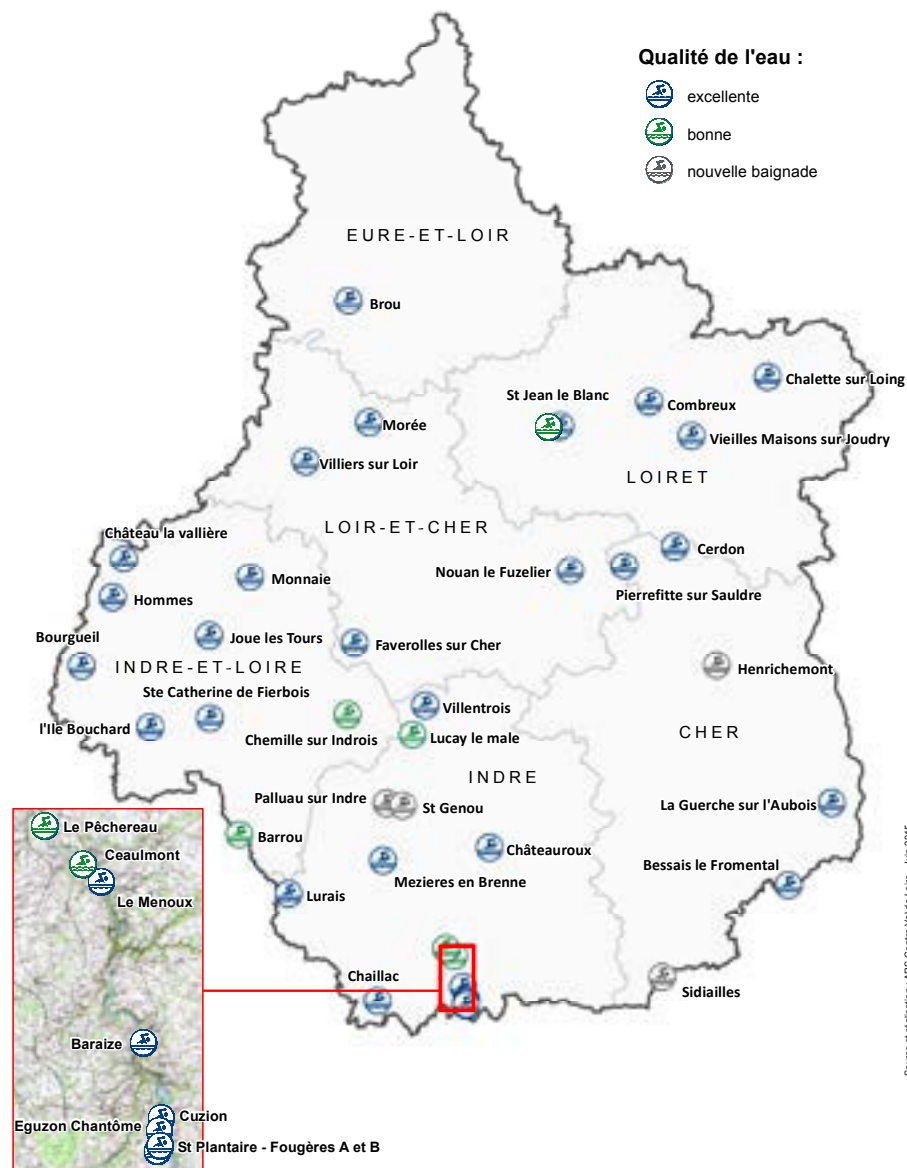 Qualité de l'eau :
excellente
bonne
nouvelle baignade
EURE-ET-LOIR
Brou
Chalette sur Loing
St Jean le Blanc
Combreux
Morée
Vieilles Maisons sur Joudry
Villiers sur Loir
LOIRET
LOIR-ET-CHER
Château la vallière
Cerdon
Nouan le Fuzelier
Monnaie
Pierrefitte sur Sauldre
Hommes
Bourgueil
Joue les Tours
Faverolles sur Cher
INDRE-ET-LOIRE
Henrichemont
Ste Catherine de Fierbois
Villentrois
l'Ile Bouchard
Chemille sur Indrois
Lucay le male
CHER
INDRE
Palluau sur Indre
St Genou
La Guerche sur l'Aubois
Le Pêchereau
Barrou
Châteauroux
Ceaulmont
Mezieres en Brenne
Bessais le Fromental
Le Menoux
Lurais
Chaillac
Sidiailles
Baraize
Cuzion
Eguzon Chantôme
St Plantaire - Fougères A et B